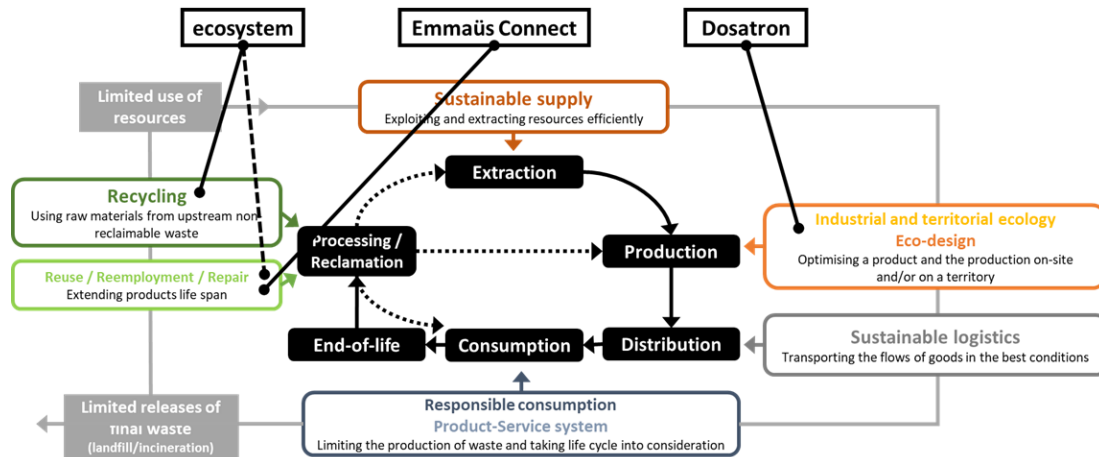 ecosystem
Emmaüs Connect
Dosatron
Limited use of
resources
Sustainable supply
Exploiting and extracting resources efficiently
Extraction
Recycling
Using raw materials from upstream non-
reclaimable waste
Processing /
Reclamation
Production
Industrial and territorial ecology
Eco-design
Optimising a product and the production on-site
and/or on a territory
Reuse / Reemployment / Repair
Extending products life span
End-of-life
Consumption
Distribution
Sustainable logistics
Transporting the flows of goods in the best conditions
Limited releases of
final waste
(landfill/incineration)
Responsible consumption
Product-Service system
Limiting the production of waste and taking life cycle into consideration